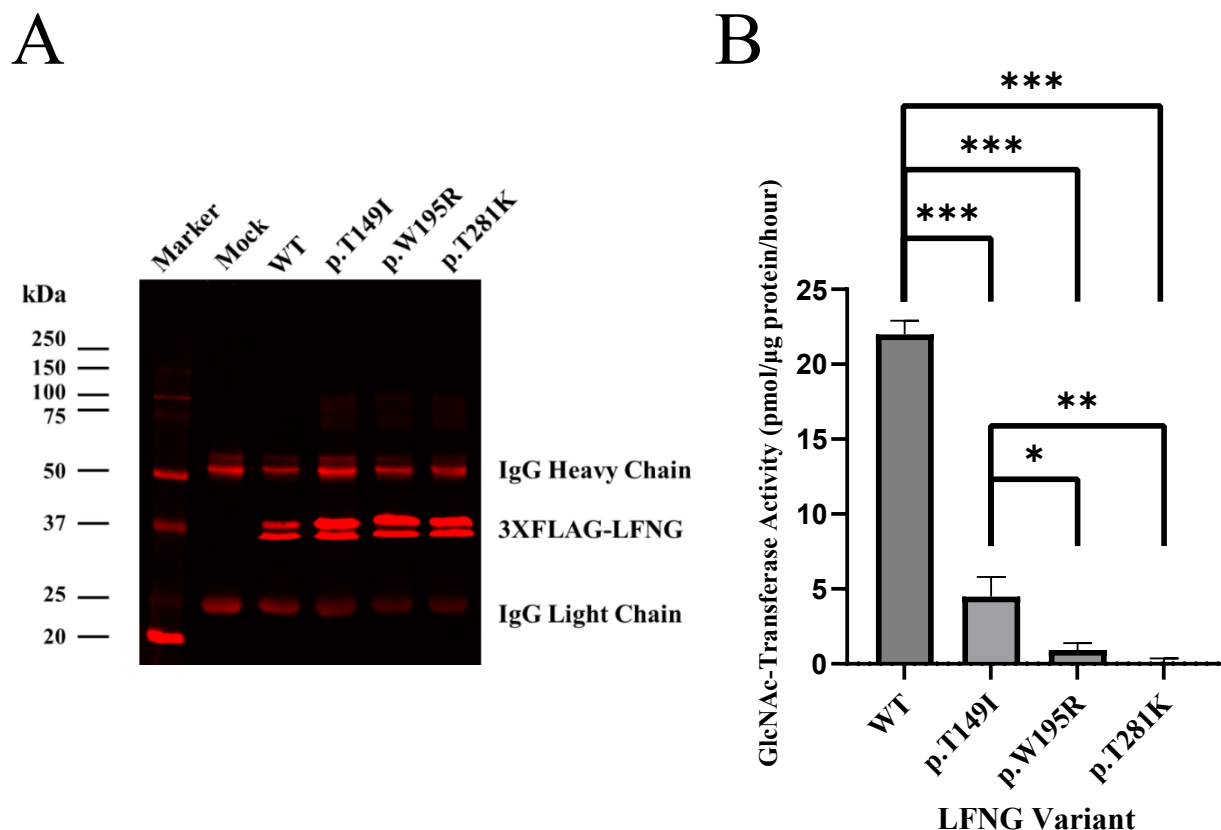 A
Marker
Mock
WT
p.T149I
p.W195R
p.T281K
kDa
250
150
100
75
50
37
25
20
IgG Heavy Chain
3XFLAG-LFNG
IgG Light Chain
B
GlcNAc-Transferase Activity (pmol/µg protein/hour)
***
***
***
**
*
25
20
15
10
5
0
WT
p.T149I
p.W195R
p.T281K
LFNG Variant